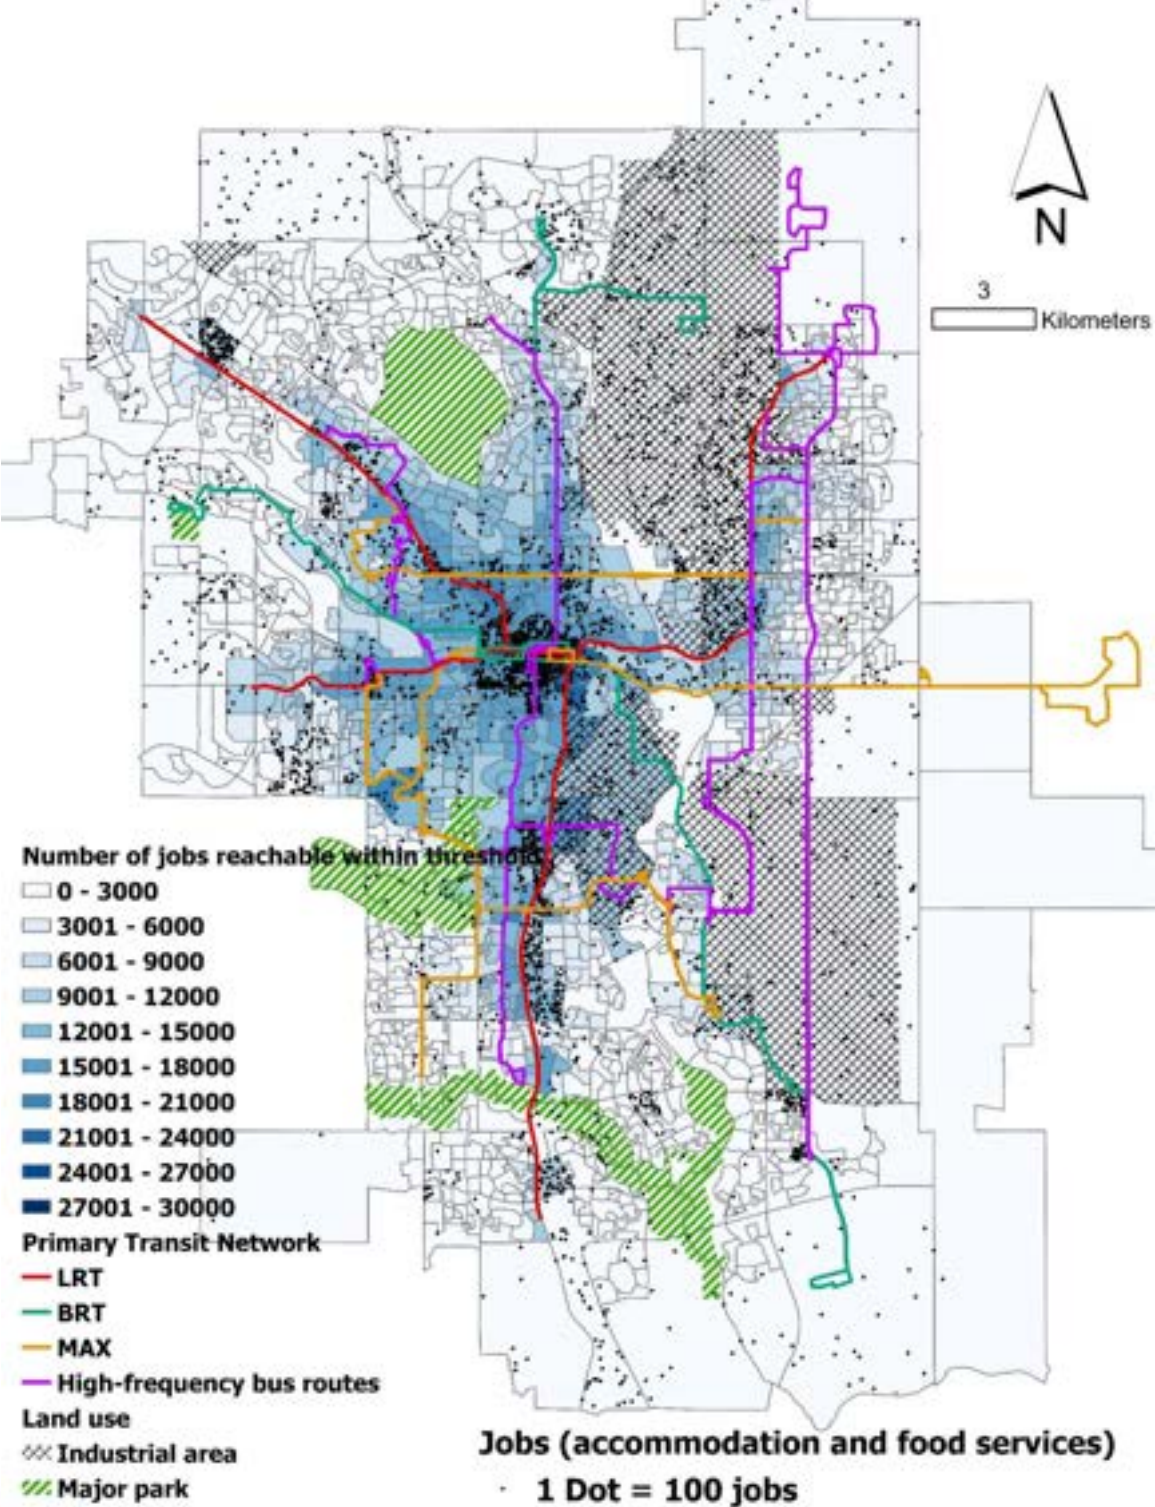 N
3
Kilometers
Number of jobs reachable within threshold
0 - 3000
3001 - 6000
6001 - 9000
9001 - 12000
12001 - 15000
15001 - 18000
18001 - 21000
21001 - 24000
24001 - 27000
27001 - 30000
Primary Transit Network
LRT
BRT
MAX
High-frequency bus routes
Land use
Industrial area
Major park
Jobs (accommodation and food services)
1 Dot = 100 jobs